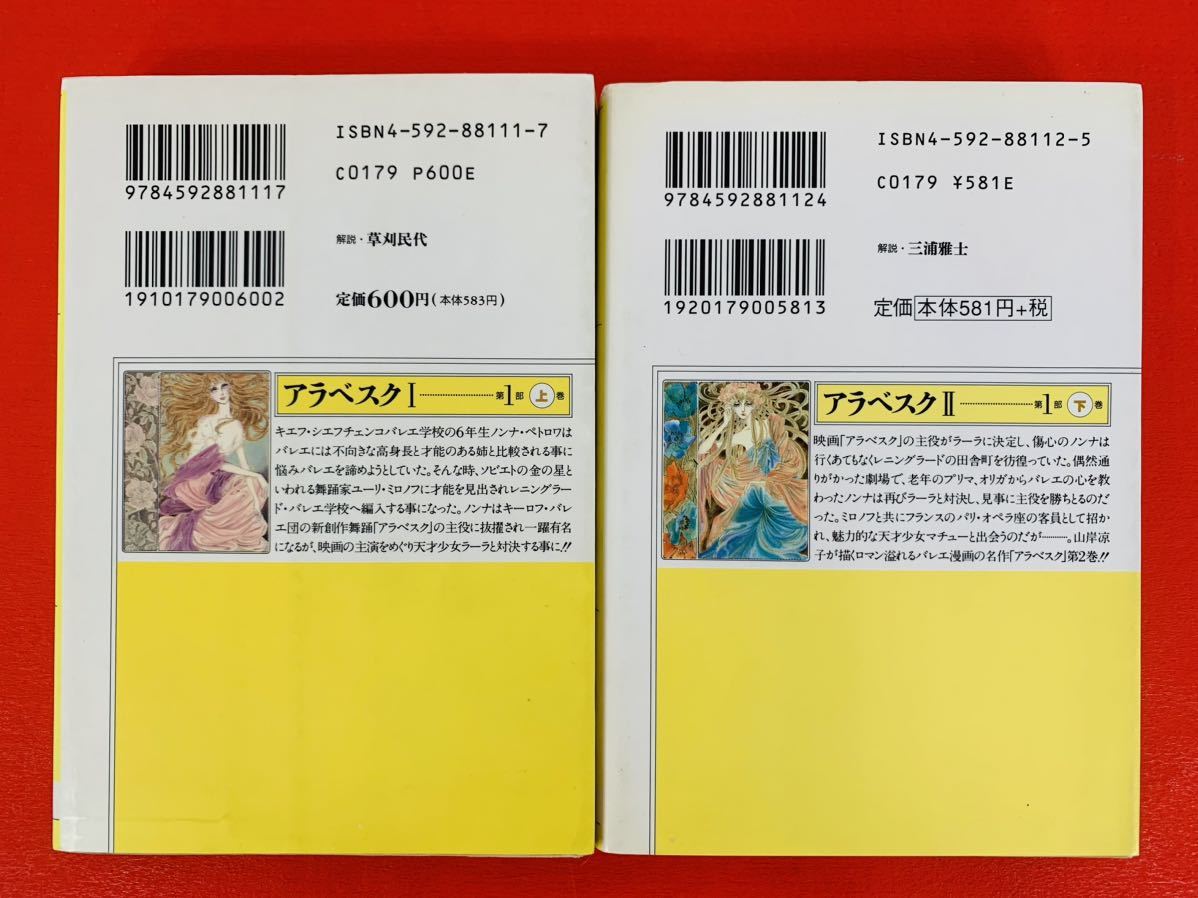 ISBN4-592-88111-7
9784592881117
C0179 P600E
解説・草刈民代
1910179006002
定価600円(本体583円)
アラベスクI 第1部 上巻
キエフ・シエフチェンコバレエ学校の6年生ノンナ・ペトロワは
バレエには不向きな高身長と才能のある姉と比較される事に
悩みバレエを諦めようとしていた。そんな時、ソビエトの金の星と
いわれる舞踊家ユーリ・ミロノフに才能を見出されレニングラー
ド・バレエ学校へ編入する事になった。ノンナはキーロフ・バレ
エ団の新創作舞踊「アラベスク」の主役に抜擢され一躍有名
になるが、映画の主演をめぐり天才少女ラーラと対決する事に!!
ISBN4-592-88112-5
9784592881124
C0179 ¥581E
解説・三浦雅士
1920179005813
定価 本体581円+税
アラベスクII 第1部 下巻
映画「アラベスク」の主役がラーラに決定し、傷心のノンナは
行くあてもなくレニングラードの田舎町を彷徨っていた。偶然通
りがかった劇場で、老年のプリマ、オリガからバレエの心を教
わったノンナは再びラーラと対決し、見事に主役を勝ちとるのだ
った。ミロノフと共にフランスのパリ・オペラ座の客員として招か
れ、魅力的な天才少女マチューと出会うのだが…………。山岸凉
子が描くロマン溢れるバレエ漫画の名作「アラベスク」第2巻!!